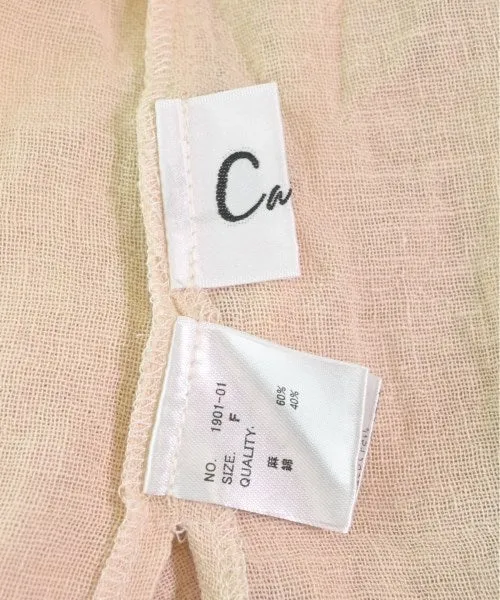 Ca
NO. 1901-01
SIZE. F
QUALITY.
麻 60%
綿 40%